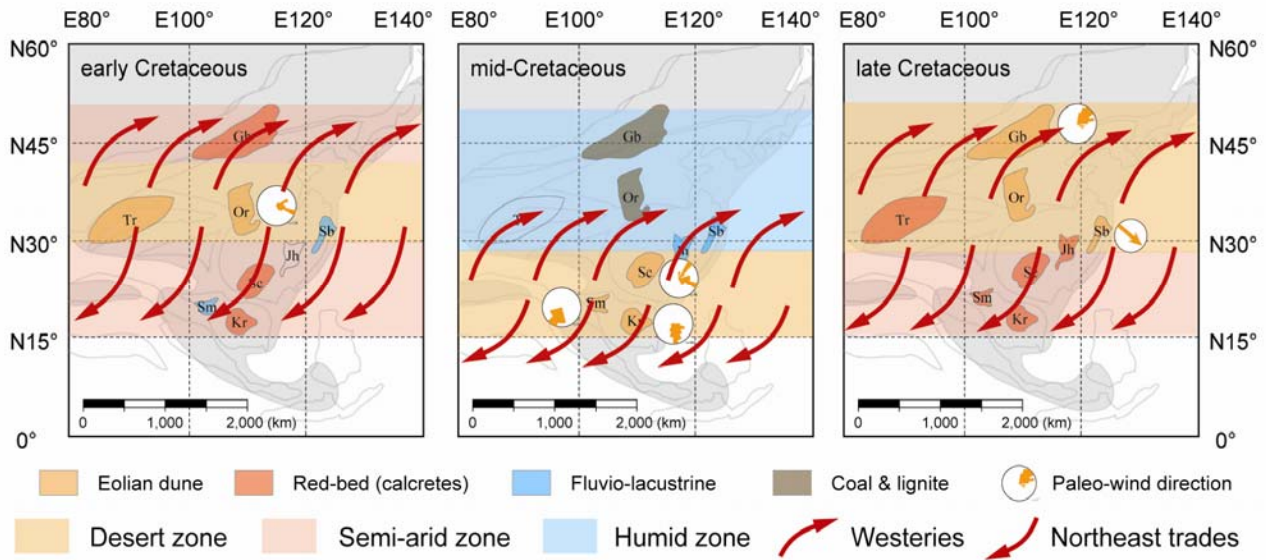 E80° E100° E120° E140° E80° E100° E120° E140° E80° E100° E120° E140°
N60° early Cretaceous mid-Cretaceous late Cretaceous N60°
Gb Gb Gb
N45° N45°
Tr Or Sb Or Tr Or Sb
N30° N30°
Jh Sc Sm Kr Sb Sc Sm Kr Jh Sc Sm Kr
N15° N15°
0 1,000 2,000 (km) 0 1,000 2,000 (km) 0 1,000 2,000 (km)
0° 0°
Eolian dune Red-bed (calcretes) Fluvio-lacustrine Coal & lignite Paleo-wind direction
Desert zone Semi-arid zone Humid zone Westeries Northeast trades